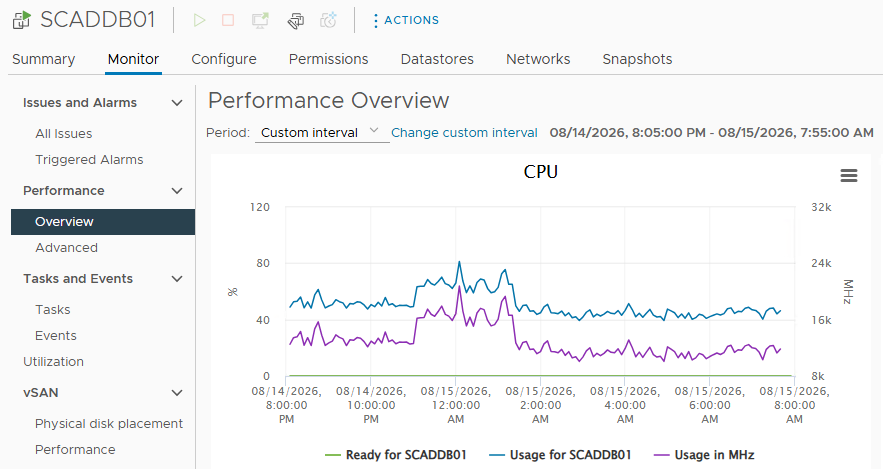 SCADDB01
ACTIONS
Summary Monitor Configure Permissions Datastores Networks Snapshots
Issues and Alarms
All Issues
Triggered Alarms
Performance
Overview
Advanced
Tasks and Events
Tasks
Events
Utilization
vSAN
Physical disk placement
Performance
Performance Overview
Period: Custom interval Change custom interval 08/14/2026, 8:05:00 PM - 08/15/2026, 7:55:00 AM
CPU
120 32k
80 24k
% MHz
40 16k
0 8k
08/14/2026, 08/14/2026, 08/15/2026, 08/15/2026, 08/15/2026, 08/15/2026, 08/15/2026,
8:00:00 10:00:00 12:00:00 2:00:00 4:00:00 6:00:00 8:00:00
PM PM AM AM AM AM AM
Ready for SCADDB01 Usage for SCADDB01 Usage in MHz